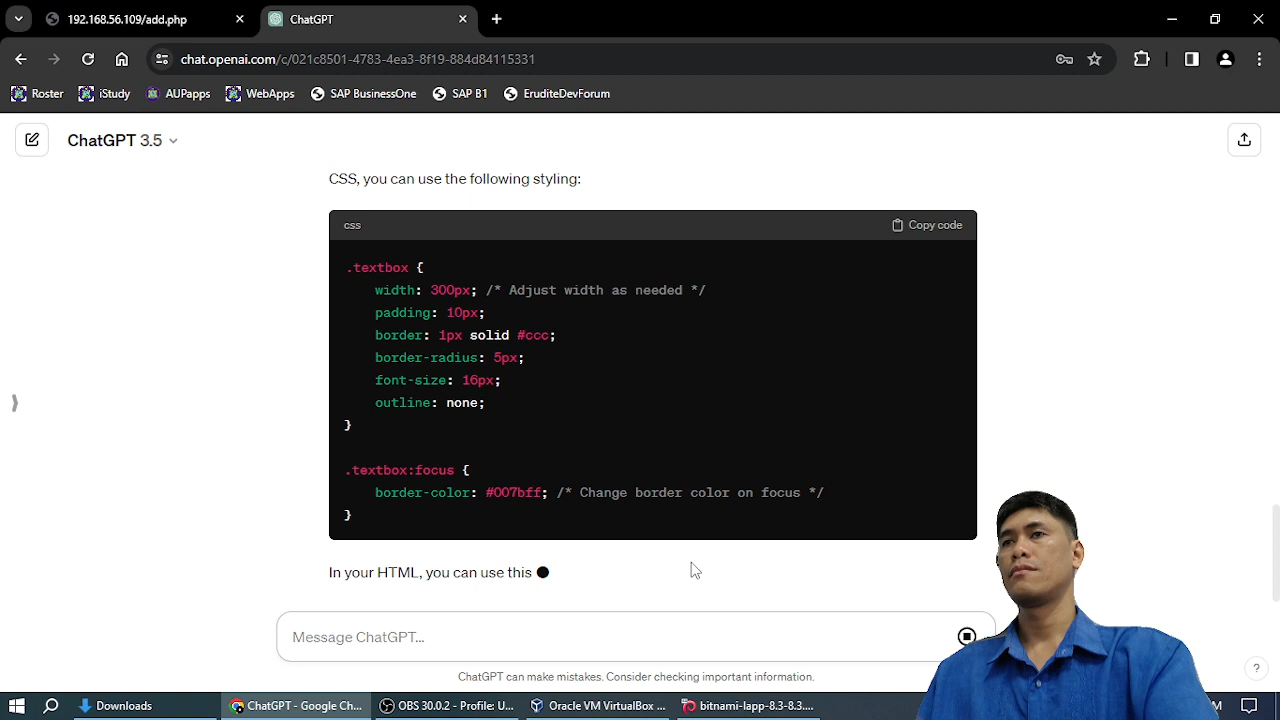 192.168.56.109/add.php
ChatGPT
chat.openai.com/c/021c8501-4783-4ea3-8f19-884d84115331
Roster
iStudy
AUPapps
WebApps
SAP BusinessOne
SAP B1
EruditeDevForum
ChatGPT 3.5
CSS, you can use the following styling:
css
Copy code
.textbox {
width: 300px; /* Adjust width as needed */
padding: 10px;
border: 1px solid #ccc;
border-radius: 5px;
font-size: 16px;
outline: none;
}
.textbox:focus {
border-color: #007bff; /* Change border color on focus */
}
In your HTML, you can use this
Message ChatGPT...
ChatGPT can make mistakes. Consider checking important information.
?
Downloads
ChatGPT - Google Ch...
OBS 30.0.2 - Profile: U...
Oracle VM VirtualBox ...
bitnami-lapp-8.3-8.3....
M